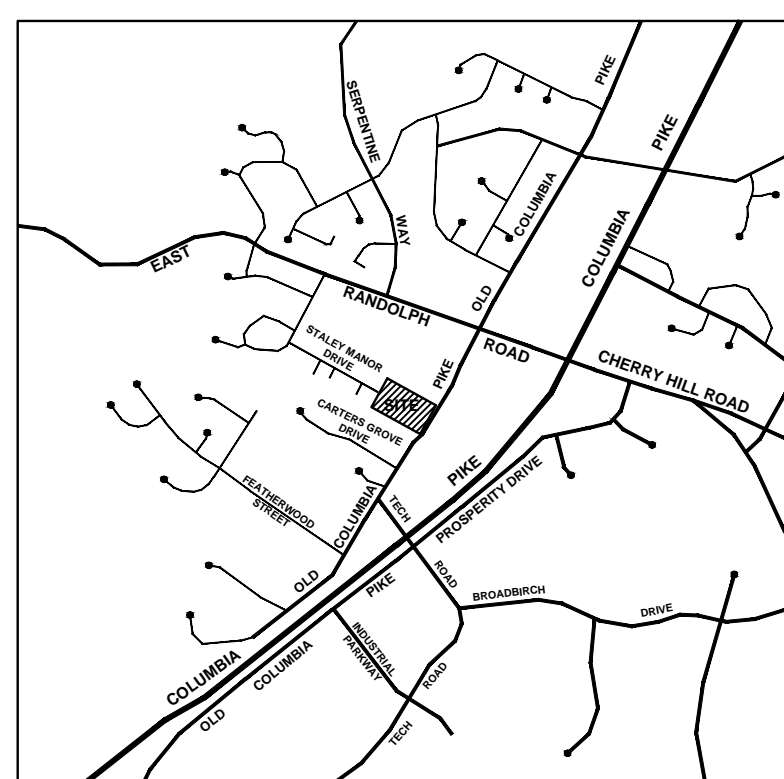 PIKE
SERPENTINE
PIKE
COLUMBIA
WAY
COLUMBIA
EAST
OLD
RANDOLPH
ROAD
STALEY MANOR
DRIVE
CHERRY HILL ROAD
PIKE
SITE
CARTERS GROVE
DRIVE
PIKE
PROSPERITY DRIVE
FEATHERWOOD
STREET
COLUMBIA
TECH
OLD
PIKE
ROAD
BROADBIRCH
DRIVE
INDUSTRIAL
PARKWAY
COLUMBIA
COLUMBIA
ROAD
OLD
TECH